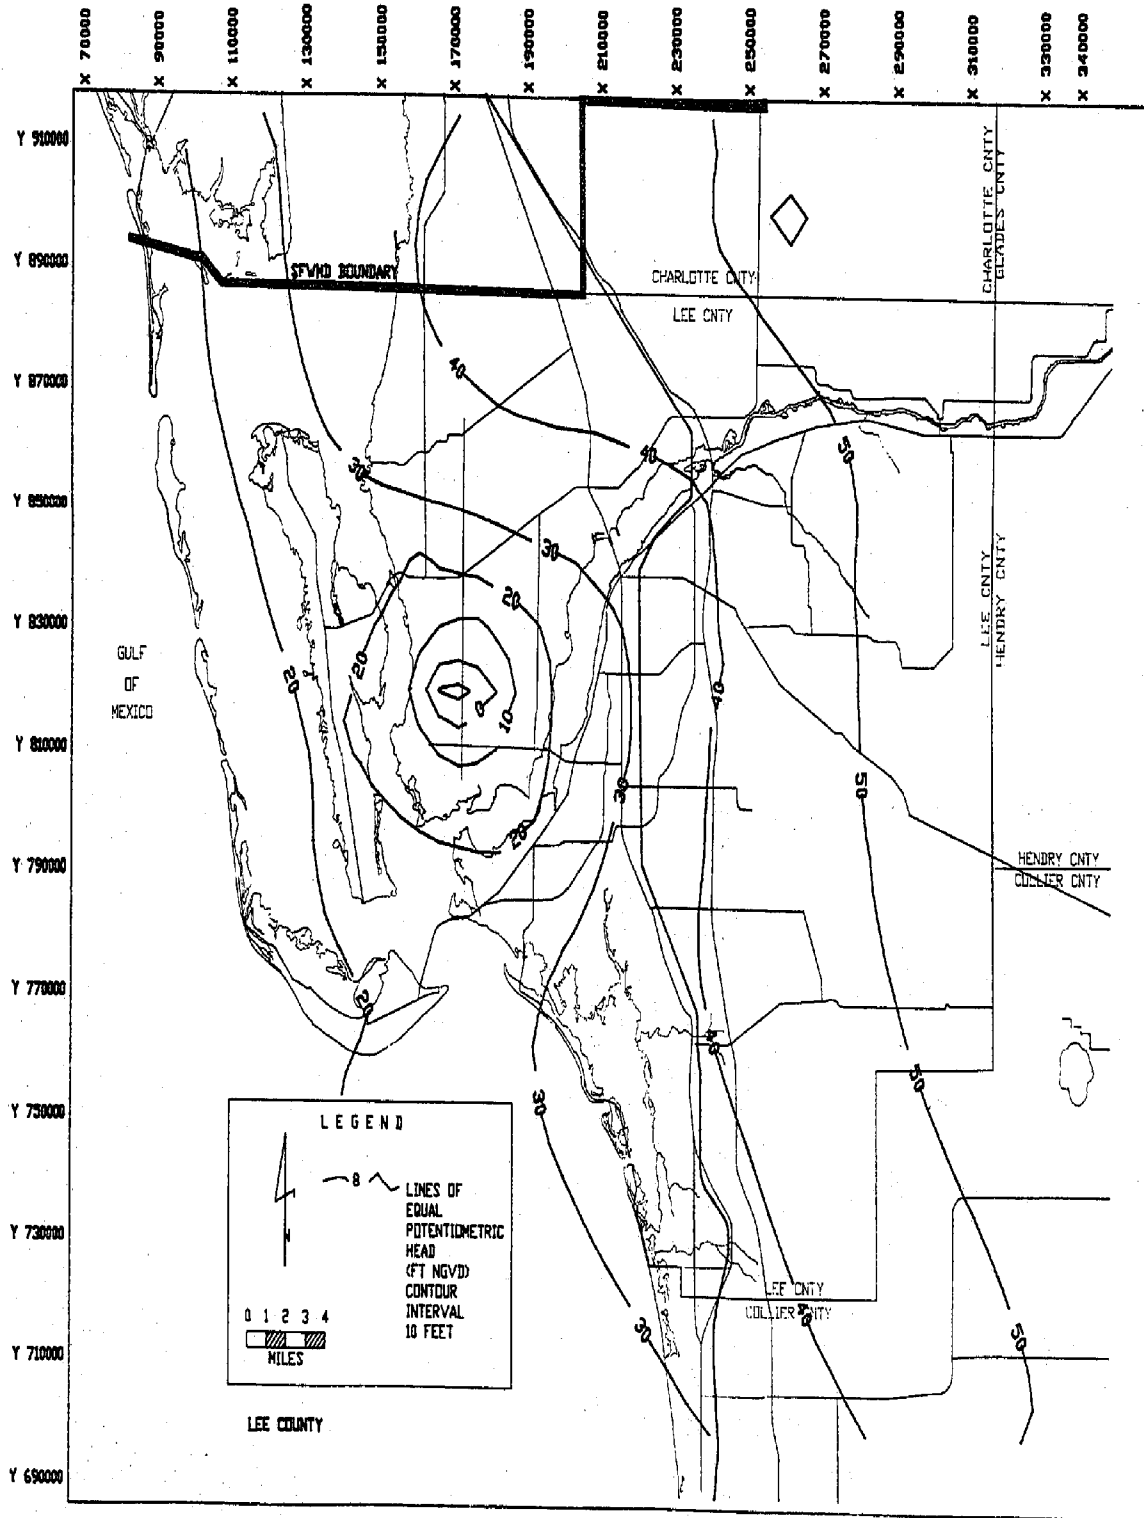 X 70000
X 90000
X 110000
X 130000
X 150000
X 170000
X 190000
X 210000
X 230000
X 250000
X 270000
X 290000
X 310000
X 330000
X 340000
Y 910000
Y 890000
Y 870000
Y 850000
Y 830000
Y 810000
Y 790000
Y 770000
Y 750000
Y 730000
Y 710000
Y 690000
CHARLOTTE CNTY
GLADES CNTY
SFWMD BOUNDARY
CHARLOTTE CNTY
LEE CNTY
40
40
30
50
30
20
LEE CNTY
HENDRY CNTY
GULF
OF
MEXICO
20
20
0
10
40
30
50
20
HENDRY CNTY
COLLIER CNTY
20
40
50
30
LEGEND
8
LINES OF
EQUAL
POTENTIOMETRIC
HEAD
(FT NGVD)
CONTOUR
INTERVAL
10 FEET
N
0 1 2 3 4
MILES
LEE CNTY
COLLIER CNTY
40
30
50
LEE COUNTY